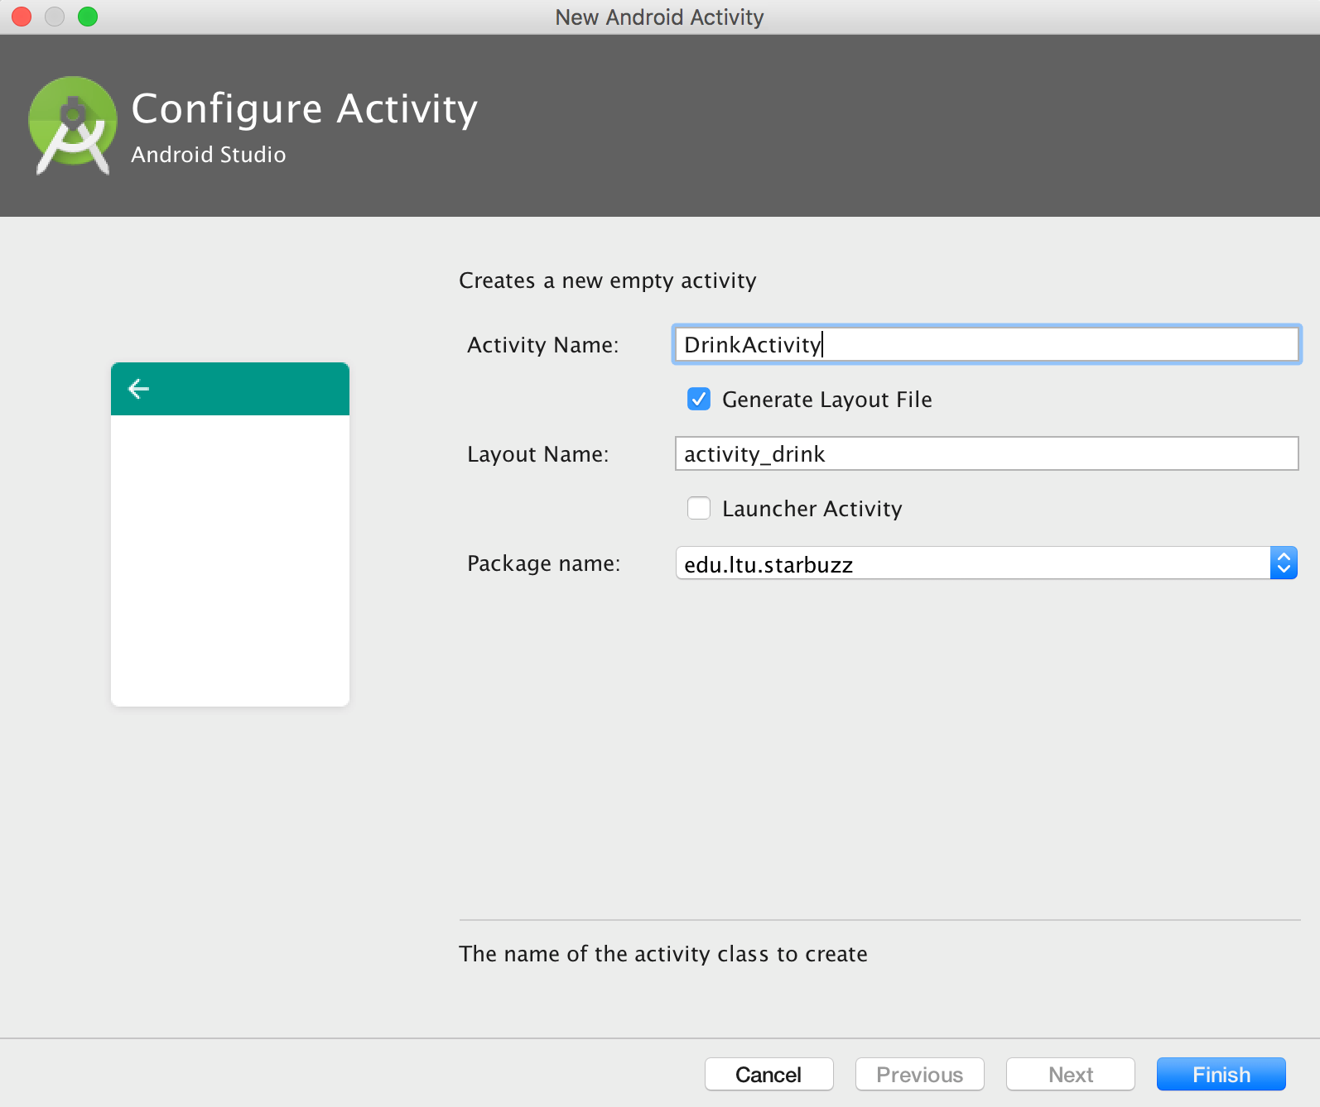 New Android Activity
Configure Activity
Android Studio
Creates a new empty activity
Activity Name: DrinkActivity
Generate Layout File
Layout Name: activity_drink
Launcher Activity
Package name: edu.ltu.starbuzz
The name of the activity class to create
Cancel Previous Next Finish